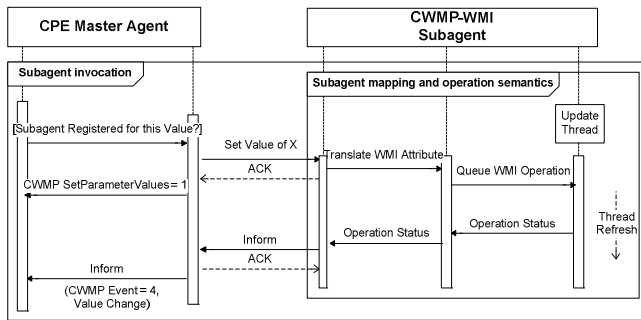 CPE Master Agent
CWMP-WMI
Subagent
Subagent invocation
Subagent mapping and operation semantics
Update
Thread
[Subagent Registered for this Value?]
Set Value of X
Translate WMI Attribute
ACK
Queue WMI Operation
CWMP SetParameterValues = 1
Thread
Refresh
Operation Status
Operation Status
Inform
ACK
Inform
(CWMP Event = 4,
Value Change)